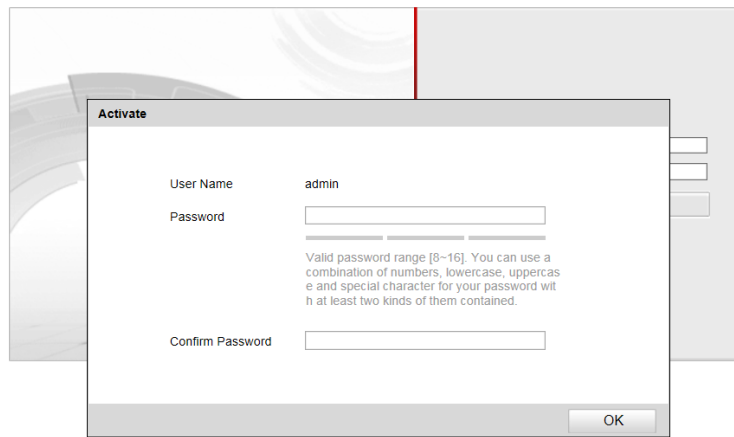 Activate
User Name admin
Password
Valid password range [8~16]. You can use a
combination of numbers, lowercase, uppercas
e and special character for your password wit
h at least two kinds of them contained.
Confirm Password
OK